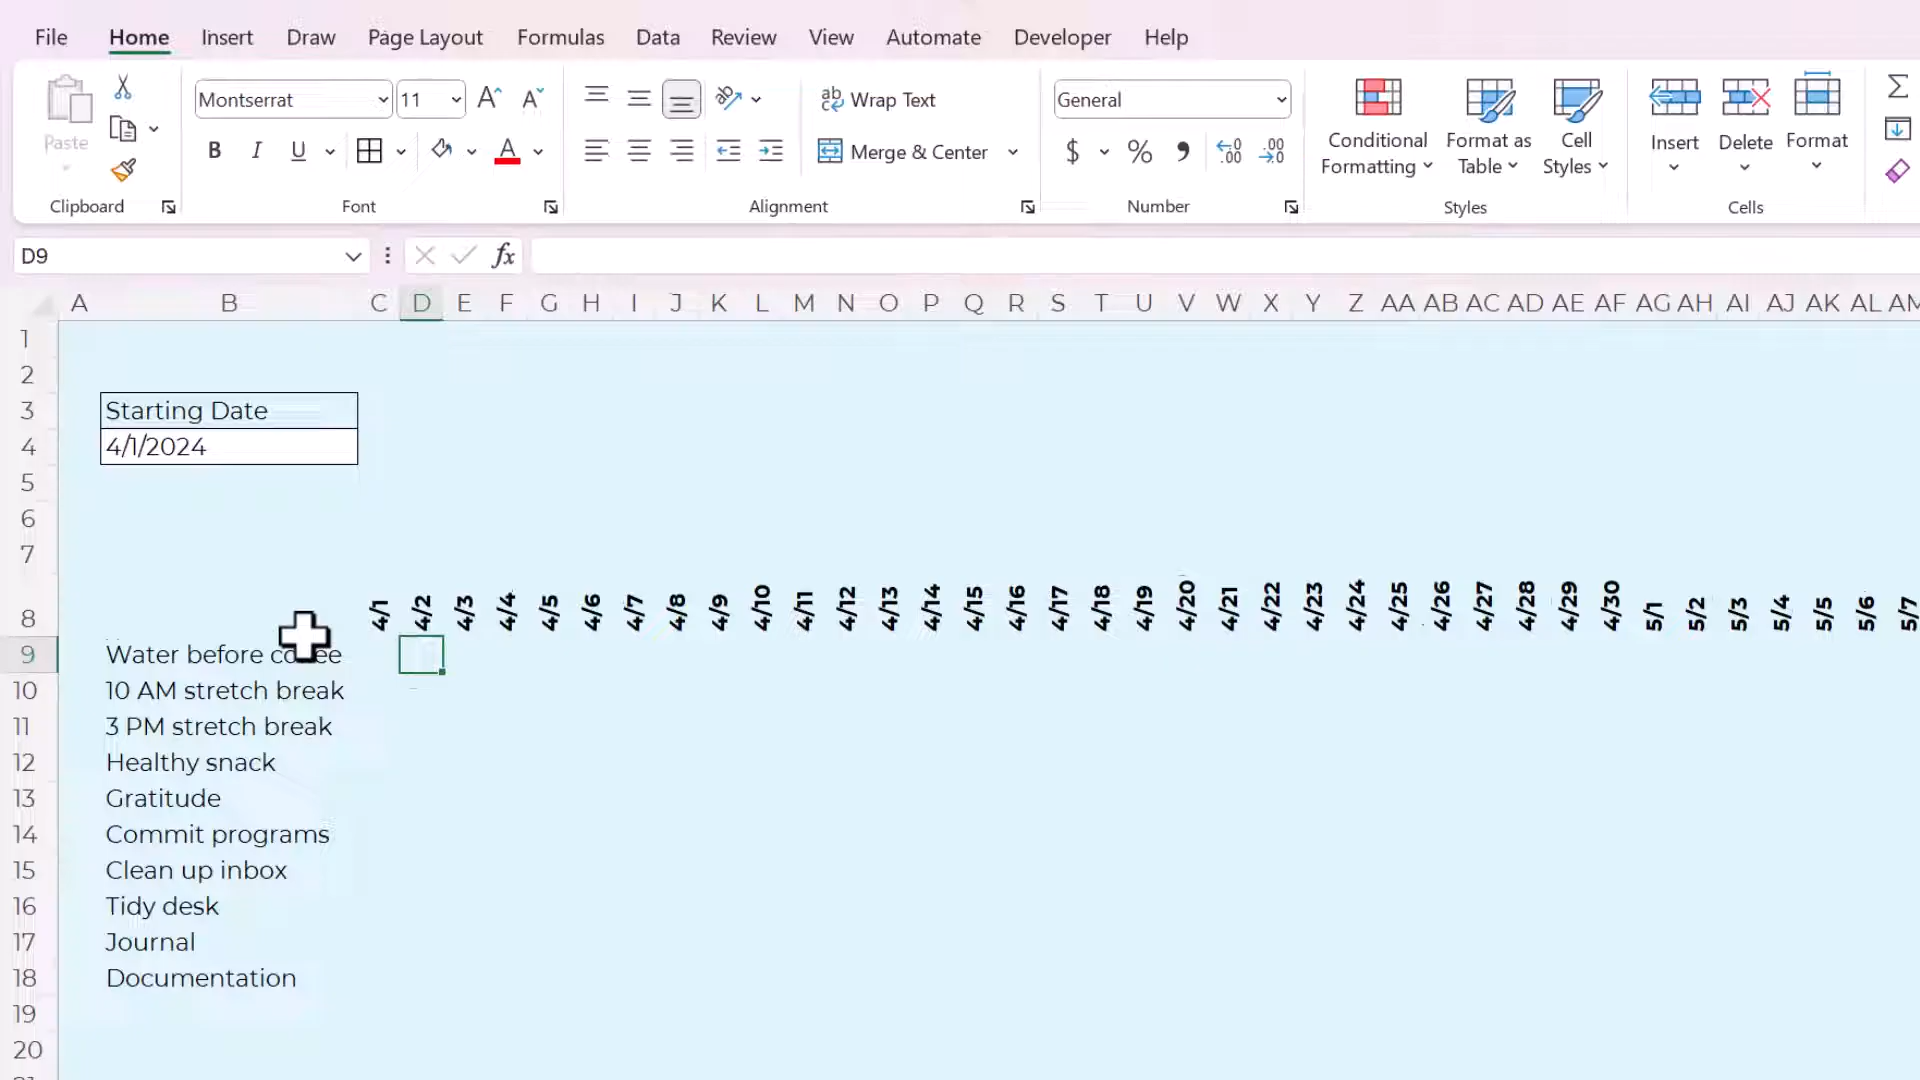 File Home Insert Draw Page Layout Formulas Data Review View Automate Developer Help
Paste
Clipboard
Montserrat 11 A A
B I U A
Font
ab Wrap Text
Merge & Center
Alignment
General
$ % , .00 .00
Number
Conditional Formatting
Format as Table
Cell Styles
Styles
Insert Delete Format
Cells
D9 fx
A B C D E F G H I J K L M N O P Q R S T U V W X Y Z AA AB AC AD AE AF AG AH AI AJ AK AL AM
1
2
3 Starting Date
4 4/1/2024
5
6
7
8 4/1 4/2 4/3 4/4 4/5 4/6 4/7 4/8 4/9 4/10 4/11 4/12 4/13 4/14 4/15 4/16 4/17 4/18 4/19 4/20 4/21 4/22 4/23 4/24 4/25 4/26 4/27 4/28 4/29 4/30 5/1 5/2 5/3 5/4 5/5 5/6 5/7
9 Water before coffee
10 10 AM stretch break
11 3 PM stretch break
12 Healthy snack
13 Gratitude
14 Commit programs
15 Clean up inbox
16 Tidy desk
17 Journal
18 Documentation
19
20